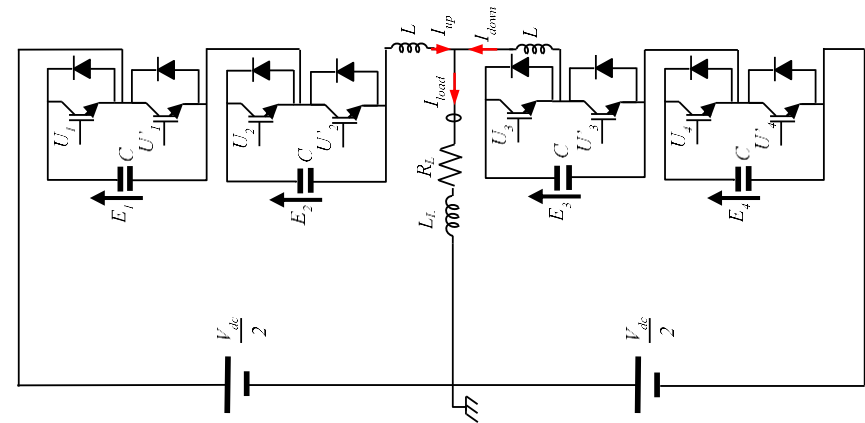 L
I_up
I_down
L
U_1
U'_1
C
E_1
U_2
U'_2
C
E_2
I_load
R_L
L_L
U_3
U'_3
C
E_3
U_4
U'_4
C
E_4
V_dc
2
V_dc
2